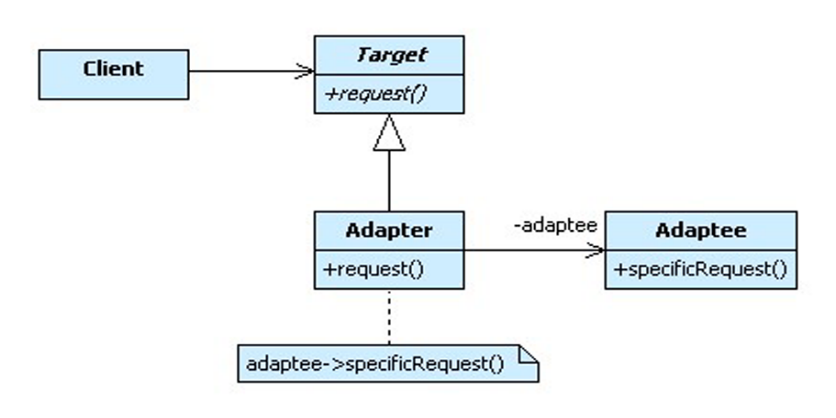 Client
Target
+request()
Adapter
+request()
-adaptee
Adaptee
+specificRequest()
adaptee->specificRequest()